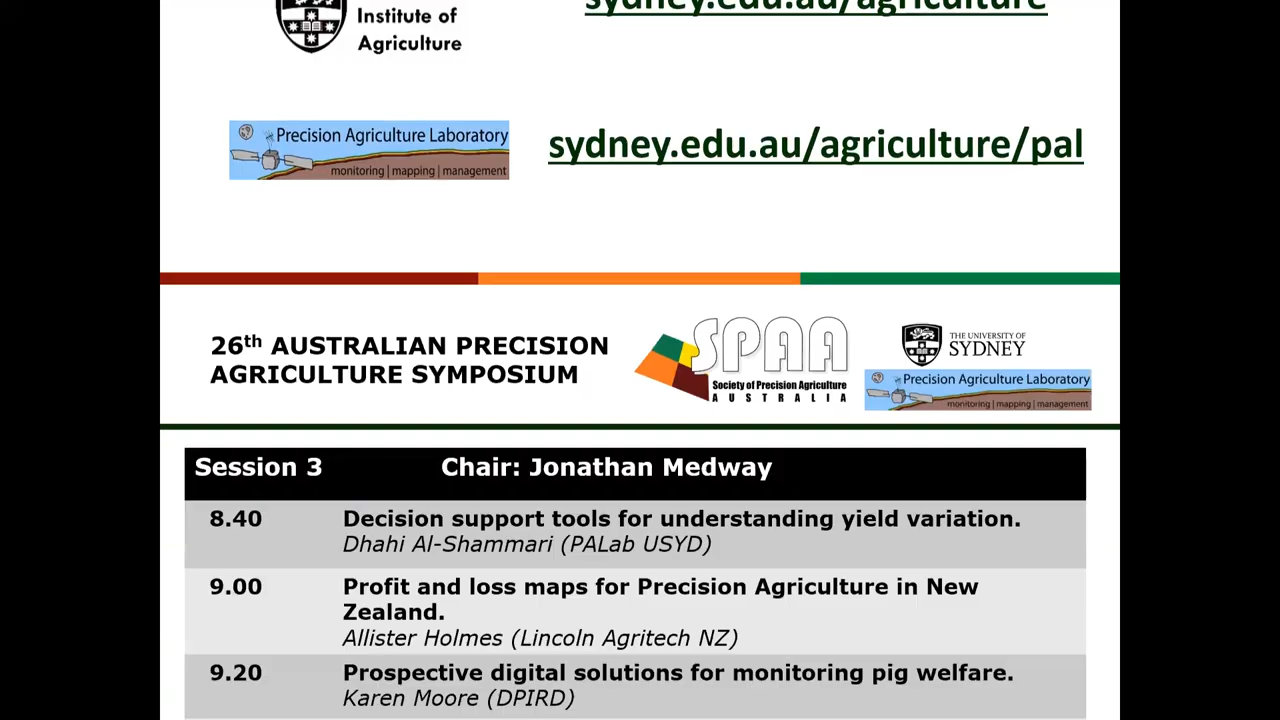 Institute of
Agriculture
sydney.edu.au/agriculture
Precision Agriculture Laboratory
monitoring | mapping | management
sydney.edu.au/agriculture/pal
26th AUSTRALIAN PRECISION
AGRICULTURE SYMPOSIUM
SPAA
Society of Precision Agriculture
AUSTRALIA
THE UNIVERSITY OF
SYDNEY
Precision Agriculture Laboratory
monitoring | mapping | management
Session 3 Chair: Jonathan Medway
8.40 Decision support tools for understanding yield variation.
Dhahi Al-Shammari (PALab USYD)
9.00 Profit and loss maps for Precision Agriculture in New
Zealand.
Allister Holmes (Lincoln Agritech NZ)
9.20 Prospective digital solutions for monitoring pig welfare.
Karen Moore (DPIRD)